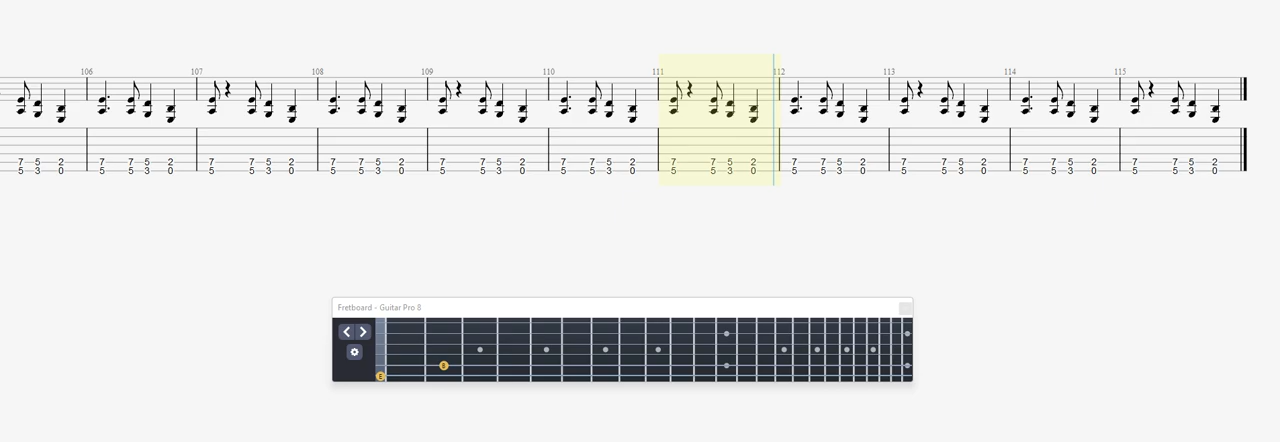 106 107 108 109 110 111 112 113 114 115
7 5 2 7 7 5 2 7 7 5 2 7 7 5 2 7 7 5 2 7 7 5 2 7 7 5 2 7 7 5 2 7 7 5 2 7 7 5 2 7 7 5 2
5 3 0 5 5 3 0 5 5 3 0 5 5 3 0 5 5 3 0 5 5 3 0 5 5 3 0 5 5 3 0 5 5 3 0 5 5 3 0 5 5 3 0
Fretboard - Guitar Pro 8
B
E